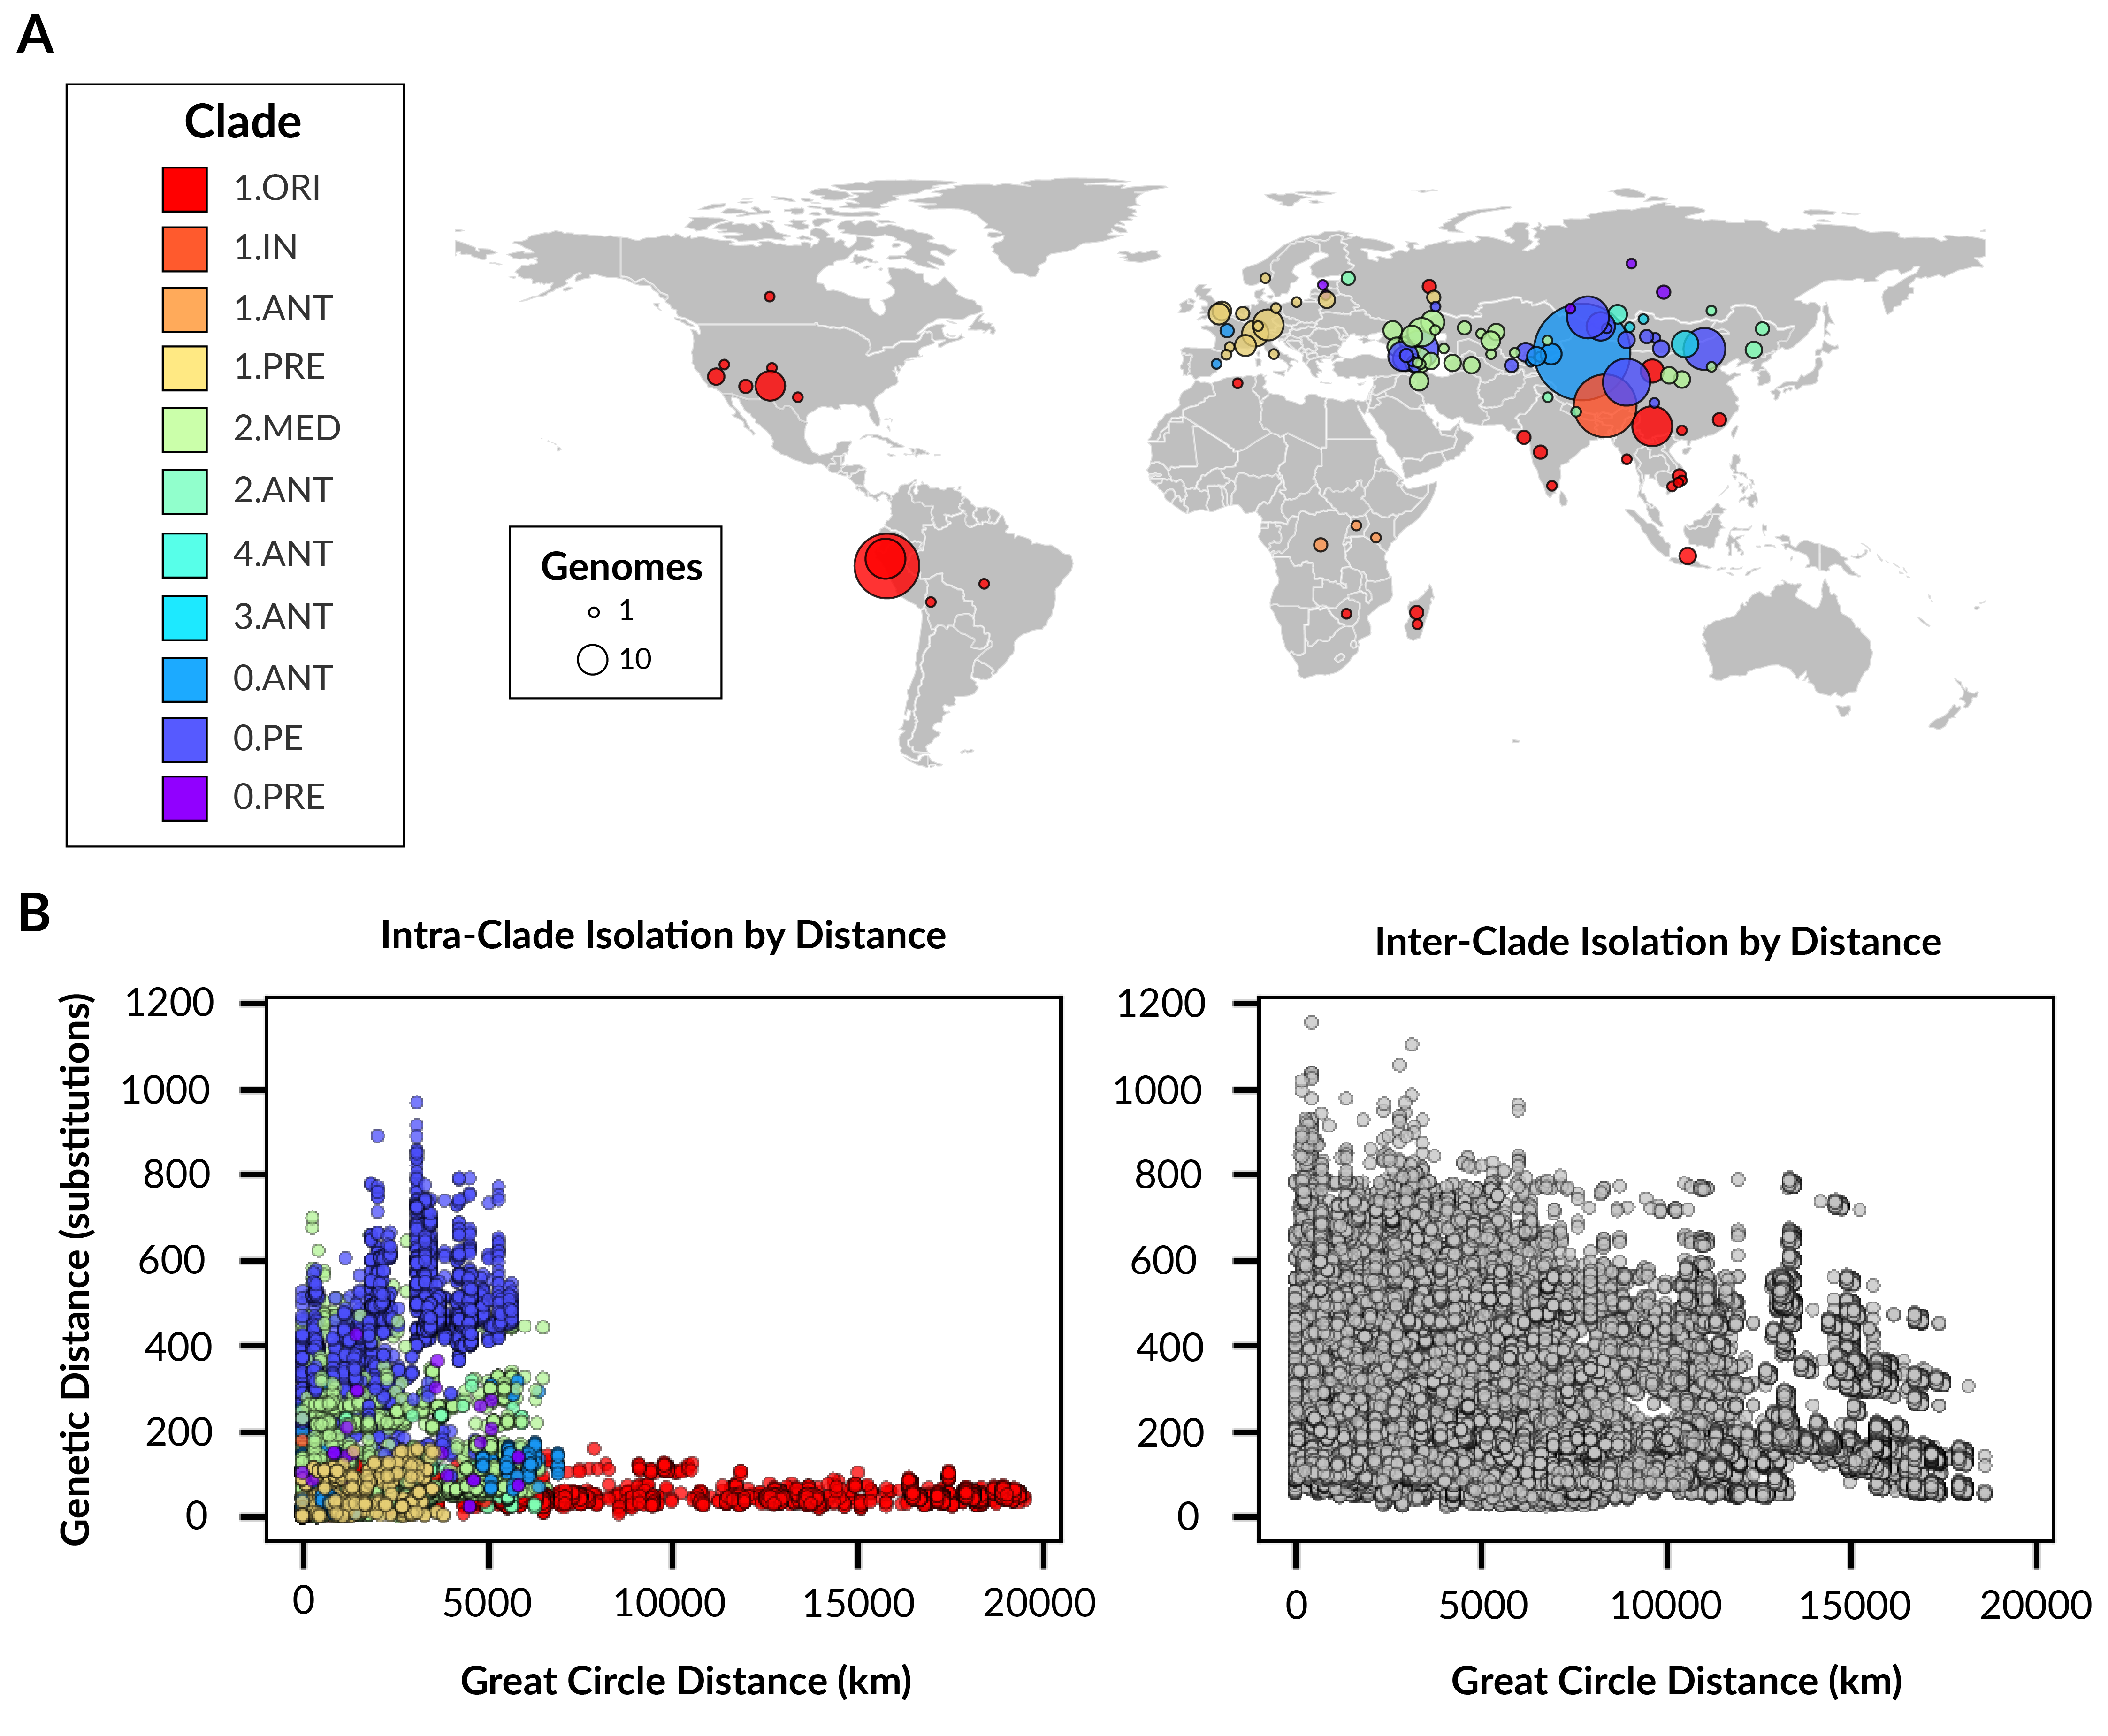 A
Clade
1.ORI
1.IN
1.ANT
1.PRE
2.MED
2.ANT
4.ANT
3.ANT
0.ANT
0.PE
0.PRE
Genomes
1
10
B
Intra-Clade Isolation by Distance
Genetic Distance (substitutions)
1200
1000
800
600
400
200
0
0 5000 10000 15000 20000
Great Circle Distance (km)
Inter-Clade Isolation by Distance
1200
1000
800
600
400
200
0
0 5000 10000 15000 20000
Great Circle Distance (km)